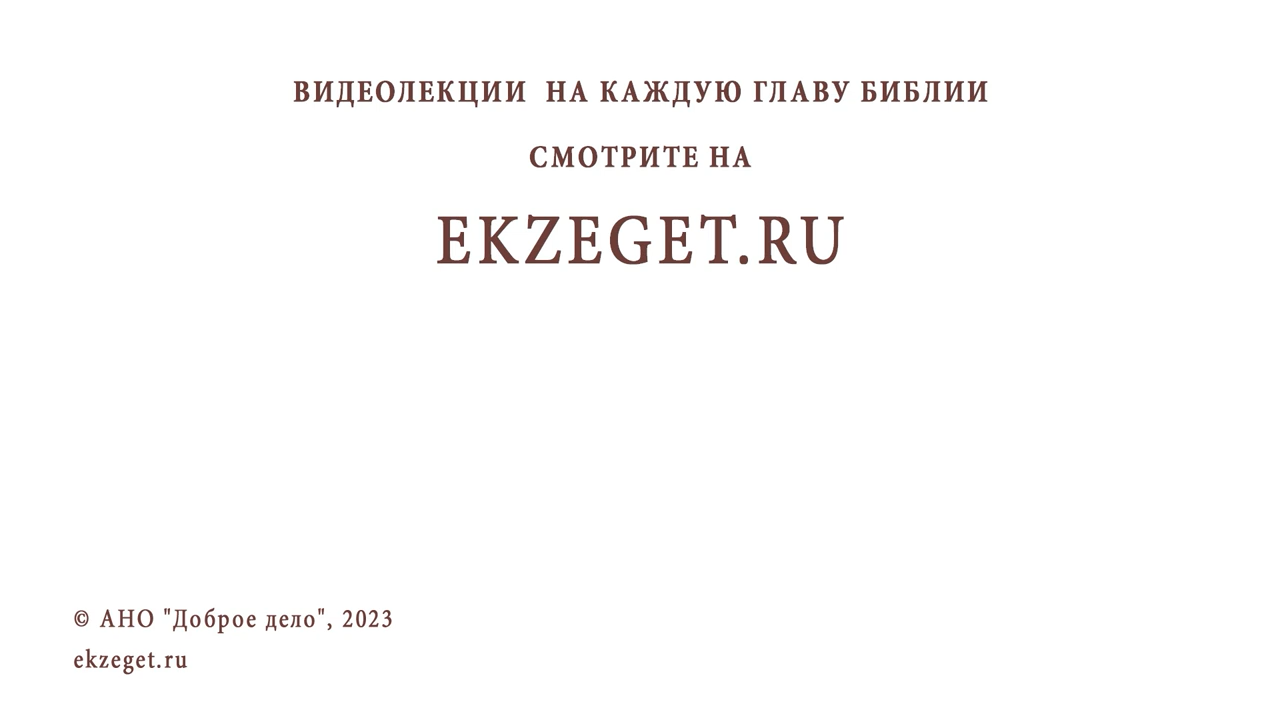 ВИДЕОЛЕКЦИИ НА КАЖДУЮ ГЛАВУ БИБЛИИ
СМОТРИТЕ НА
EKZEGET.RU
© АНО "Доброе дело", 2023
ekzeget.ru